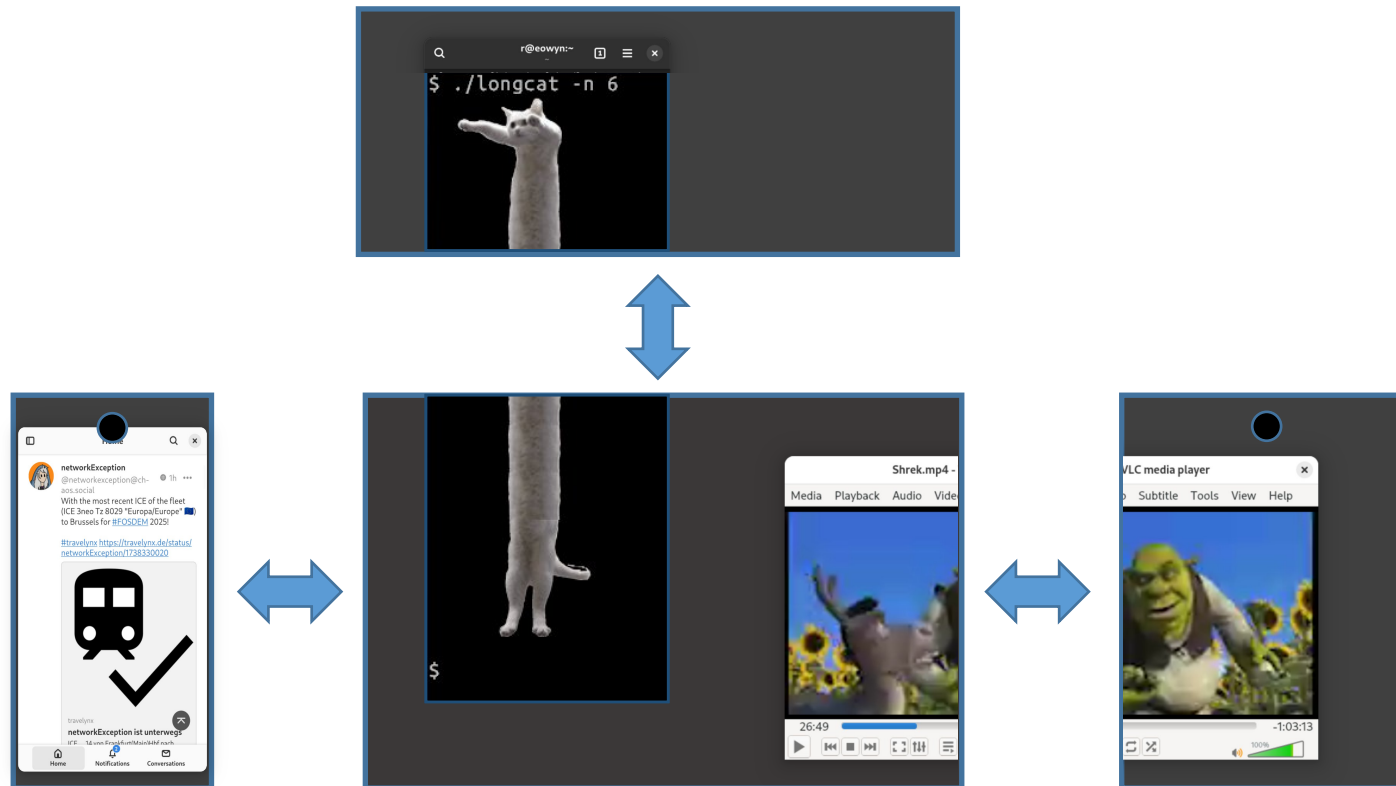 r@eowyn:~
1
$ ./longcat -n 6
networkException
@networkexception@ch-
aos.social
1h
With the most recent ICE of the fleet
(ICE 3neo Tz 8029 "Europa/Europe" 🇪🇺)
to Brussels for #FOSDEM 2025!
#travelynx https://travelynx.de/status/
networkException/1738330020
travelynx
networkException ist unterwegs
Home
Notifications
Conversations
$
Shrek.mp4 -
Media Playback Audio Video
26:49
VLC media player
Subtitle Tools View Help
-1:03:13
100%